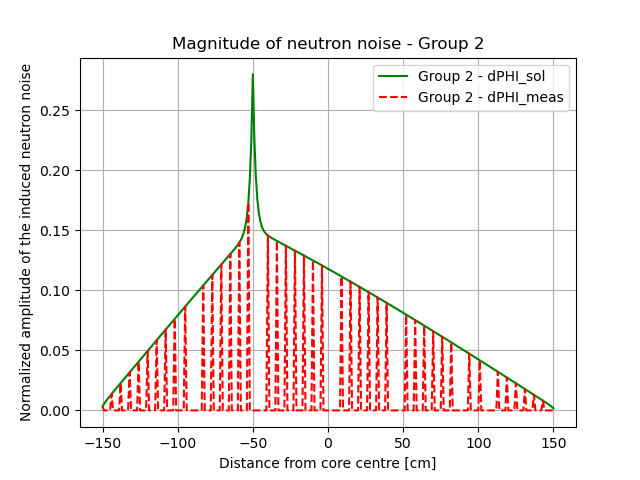 Magnitude of neutron noise - Group 2
Group 2 - dPHI_sol
Group 2 - dPHI_meas
Normalized amplitude of the induced neutron noise
0.25
0.20
0.15
0.10
0.05
0.00
−150 −100 −50 0 50 100 150
Distance from core centre [cm]